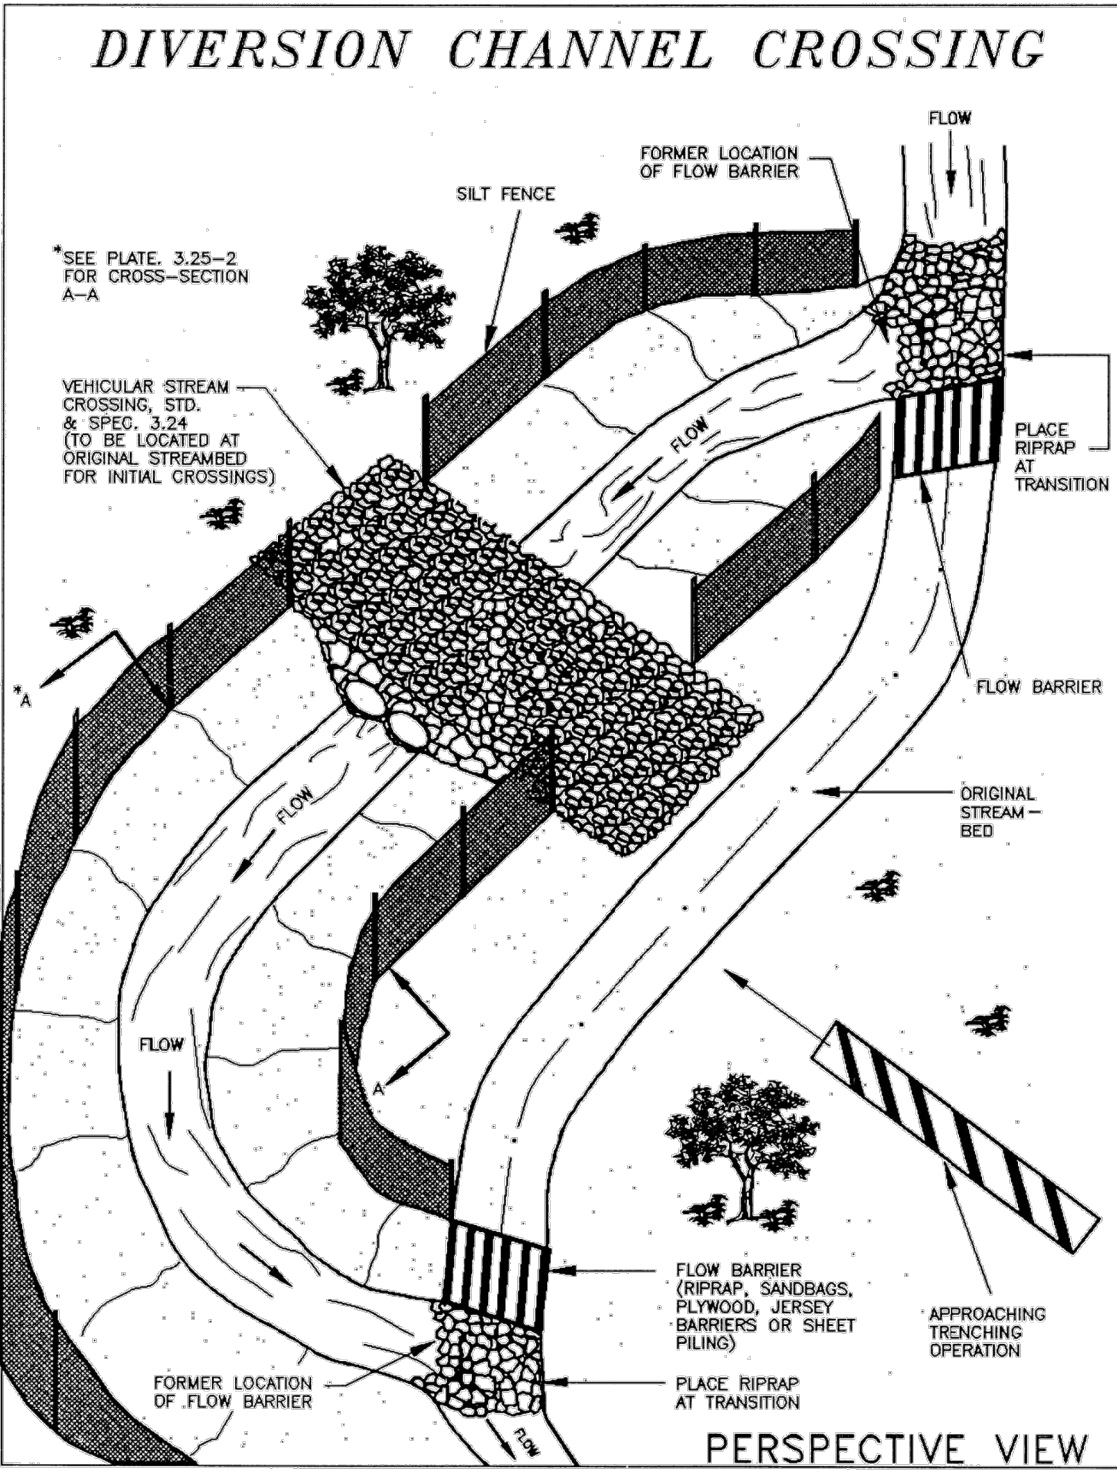 DIVERSION CHANNEL CROSSING
FLOW
FORMER LOCATION
OF FLOW BARRIER
SILT FENCE
*SEE PLATE. 3.25-2
FOR CROSS-SECTION
A-A
VEHICULAR STREAM
CROSSING, STD.
& SPEC. 3.24
(TO BE LOCATED AT
ORIGINAL STREAMBED
FOR INITIAL CROSSINGS)
FLOW
PLACE
RIPRAP
AT
TRANSITION
FLOW BARRIER
*A
FLOW
ORIGINAL
STREAM-
BED
FLOW
A
FLOW BARRIER
(RIPRAP, SANDBAGS,
PLYWOOD, JERSEY
BARRIERS OR SHEET
PILING)
APPROACHING
TRENCHING
OPERATION
FORMER LOCATION
OF FLOW BARRIER
PLACE RIPRAP
AT TRANSITION
FLOW
PERSPECTIVE VIEW